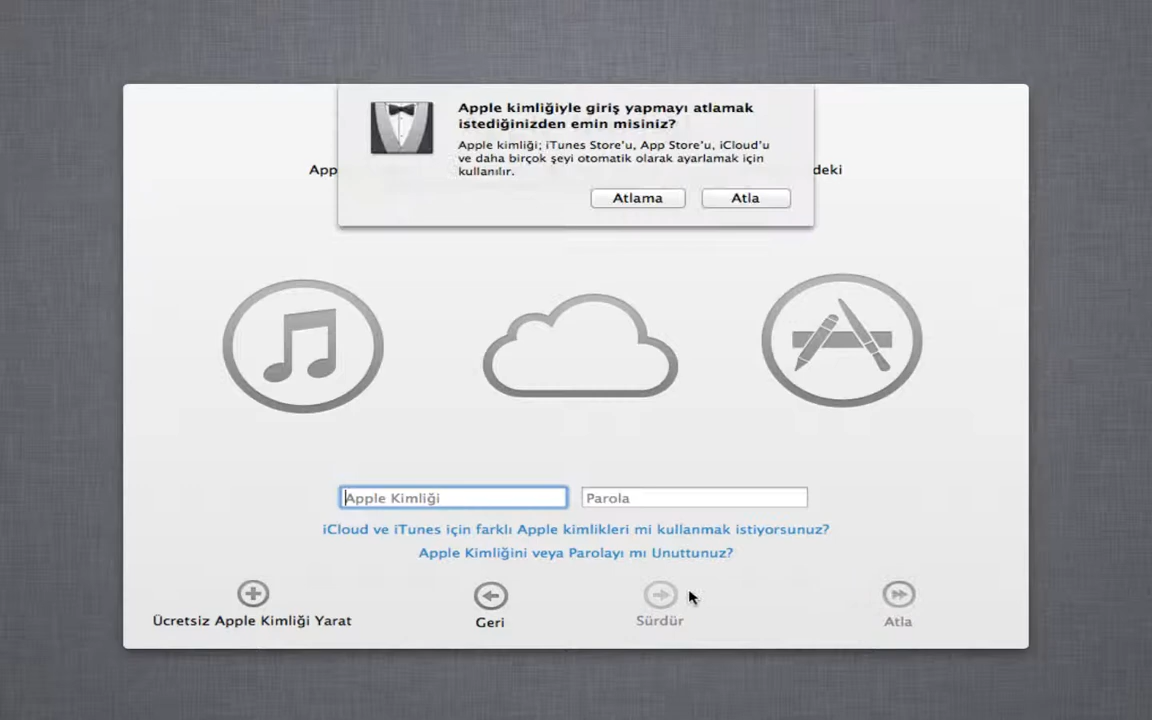 Apple kimliğiyle giriş yapmayı atlamak
istediğinizden emin misiniz?
Apple kimliği; iTunes Store’u, App Store’u, iCloud’u
ve daha birçok şeyi otomatik olarak ayarlamak için
kullanılır.
App deki
Atlama Atla
Apple Kimliği Parola
iCloud ve iTunes için farklı Apple kimlikleri mi kullanmak istiyorsunuz?
Apple Kimliğini veya Parolayı mı Unuttunuz?
Ücretsiz Apple Kimliği Yarat Geri Sürdür Atla